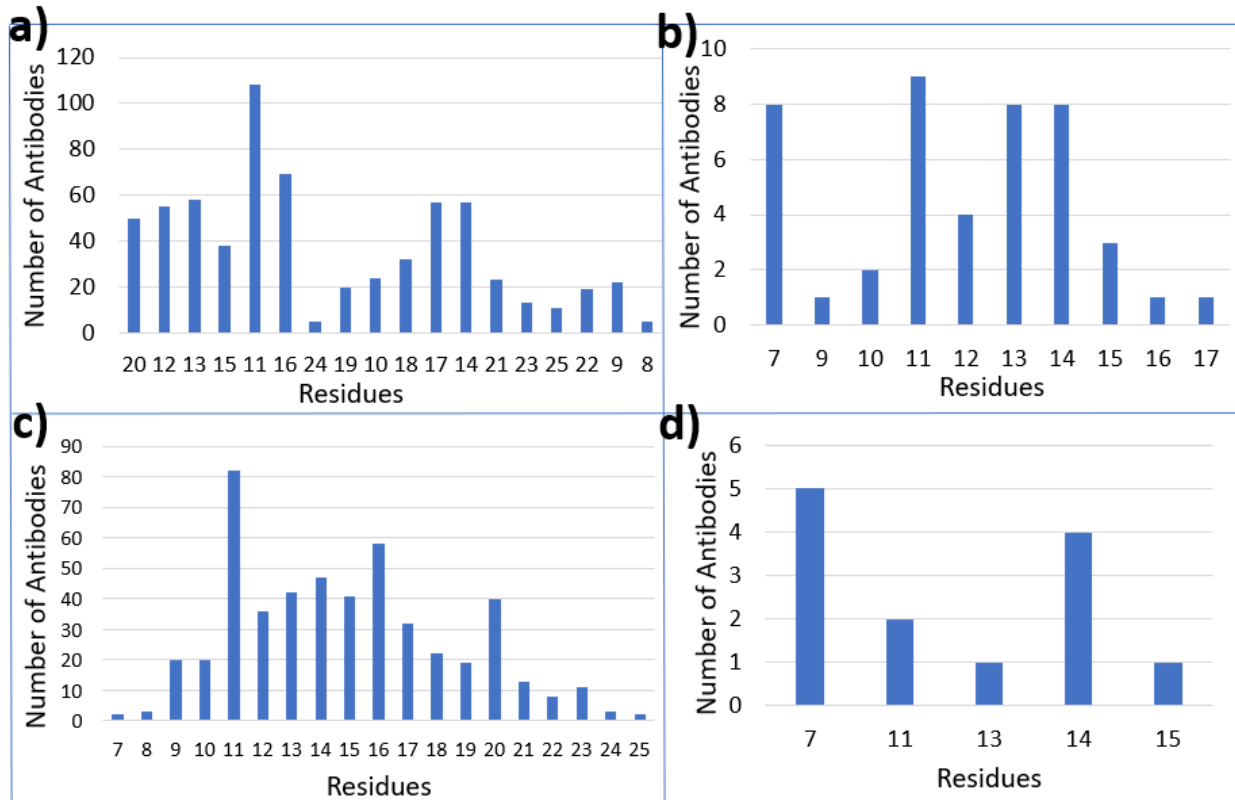 a)
Number of Antibodies
120
100
80
60
40
20
0
20 12 13 15 11 16 24 19 10 18 17 14 21 23 25 22 9 8
Residues
b)
Number of Antibodies
10
8
6
4
2
0
7 9 10 11 12 13 14 15 16 17
Residues
c)
Number of Antibodies
90
80
70
60
50
40
30
20
10
0
7 8 9 10 11 12 13 14 15 16 17 18 19 20 21 22 23 24 25
Residues
d)
Number of Antibodies
6
5
4
3
2
1
0
7 11 13 14 15
Residues